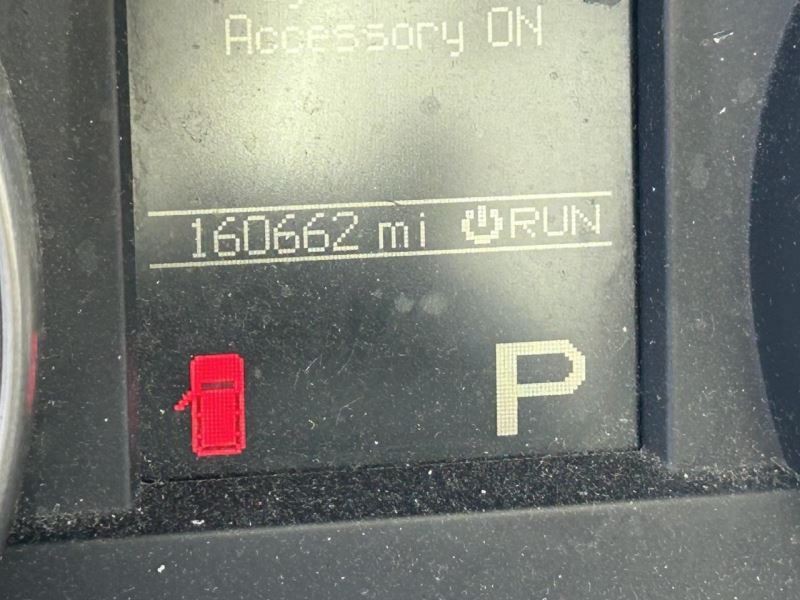 Accessory ON
160662 mi RUN
P